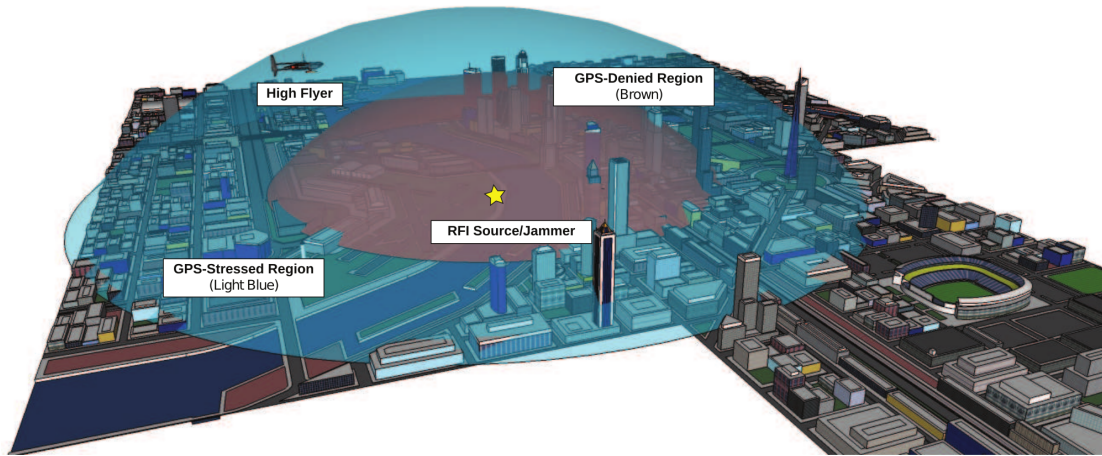 High Flyer
GPS-Denied Region
(Brown)
RFI Source/Jammer
GPS-Stressed Region
(Light Blue)